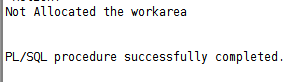 Not Allocated the workarea
PL/SQL procedure successfully completed.